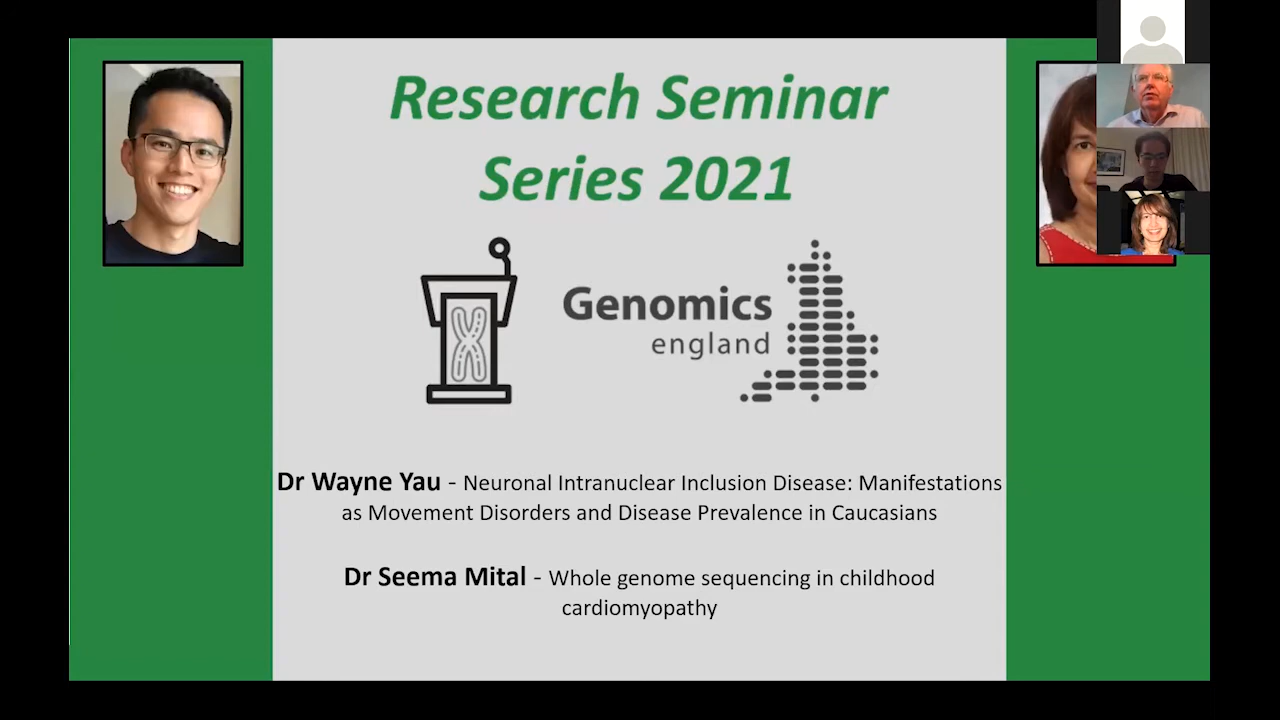 Research Seminar
Series 2021
Genomics
england
Dr Wayne Yau - Neuronal Intranuclear Inclusion Disease: Manifestations
as Movement Disorders and Disease Prevalence in Caucasians
Dr Seema Mital - Whole genome sequencing in childhood
cardiomyopathy